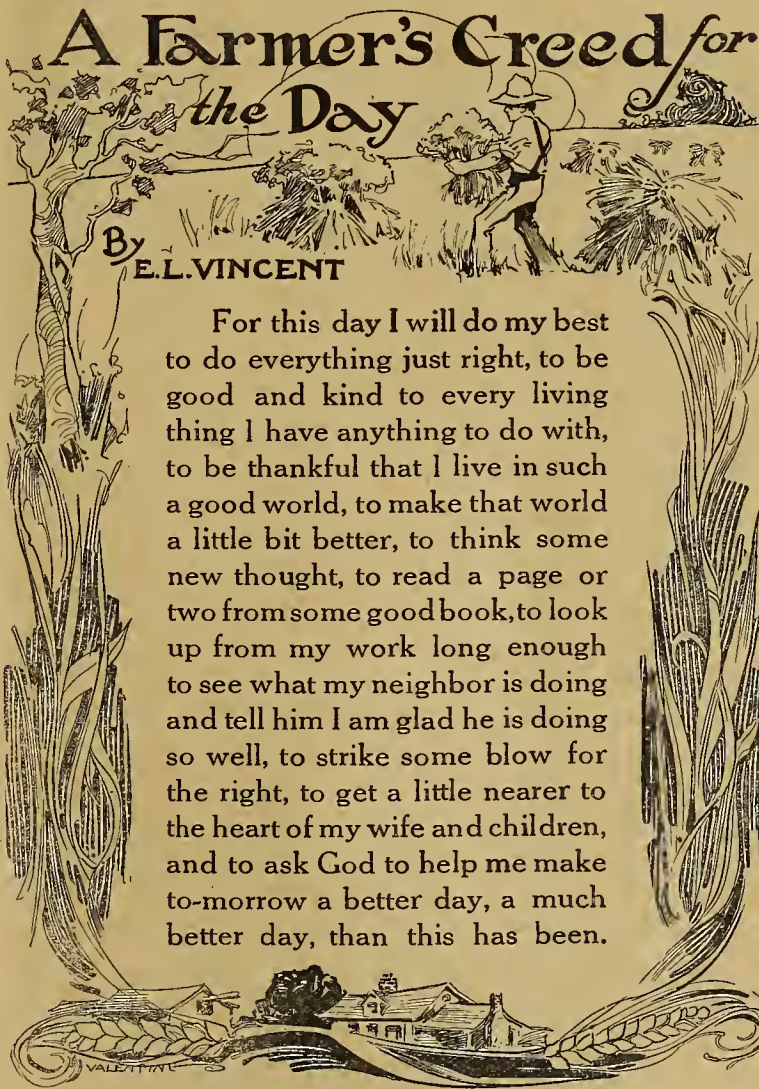 A Farmer's Creed for
the Day
By
E.L.VINCENT
For this day I will do my best
to do everything just right, to be
good and kind to every living
thing I have anything to do with,
to be thankful that I live in such
a good world, to make that world
a little bit better, to think some
new thought, to read a page or
two from some good book, to look
up from my work long enough
to see what my neighbor is doing
and tell him I am glad he is doing
so well, to strike some blow for
the right, to get a little nearer to
the heart of my wife and children,
and to ask God to help me make
to-morrow a better day, a much
better day, than this has been.
VALENTINE